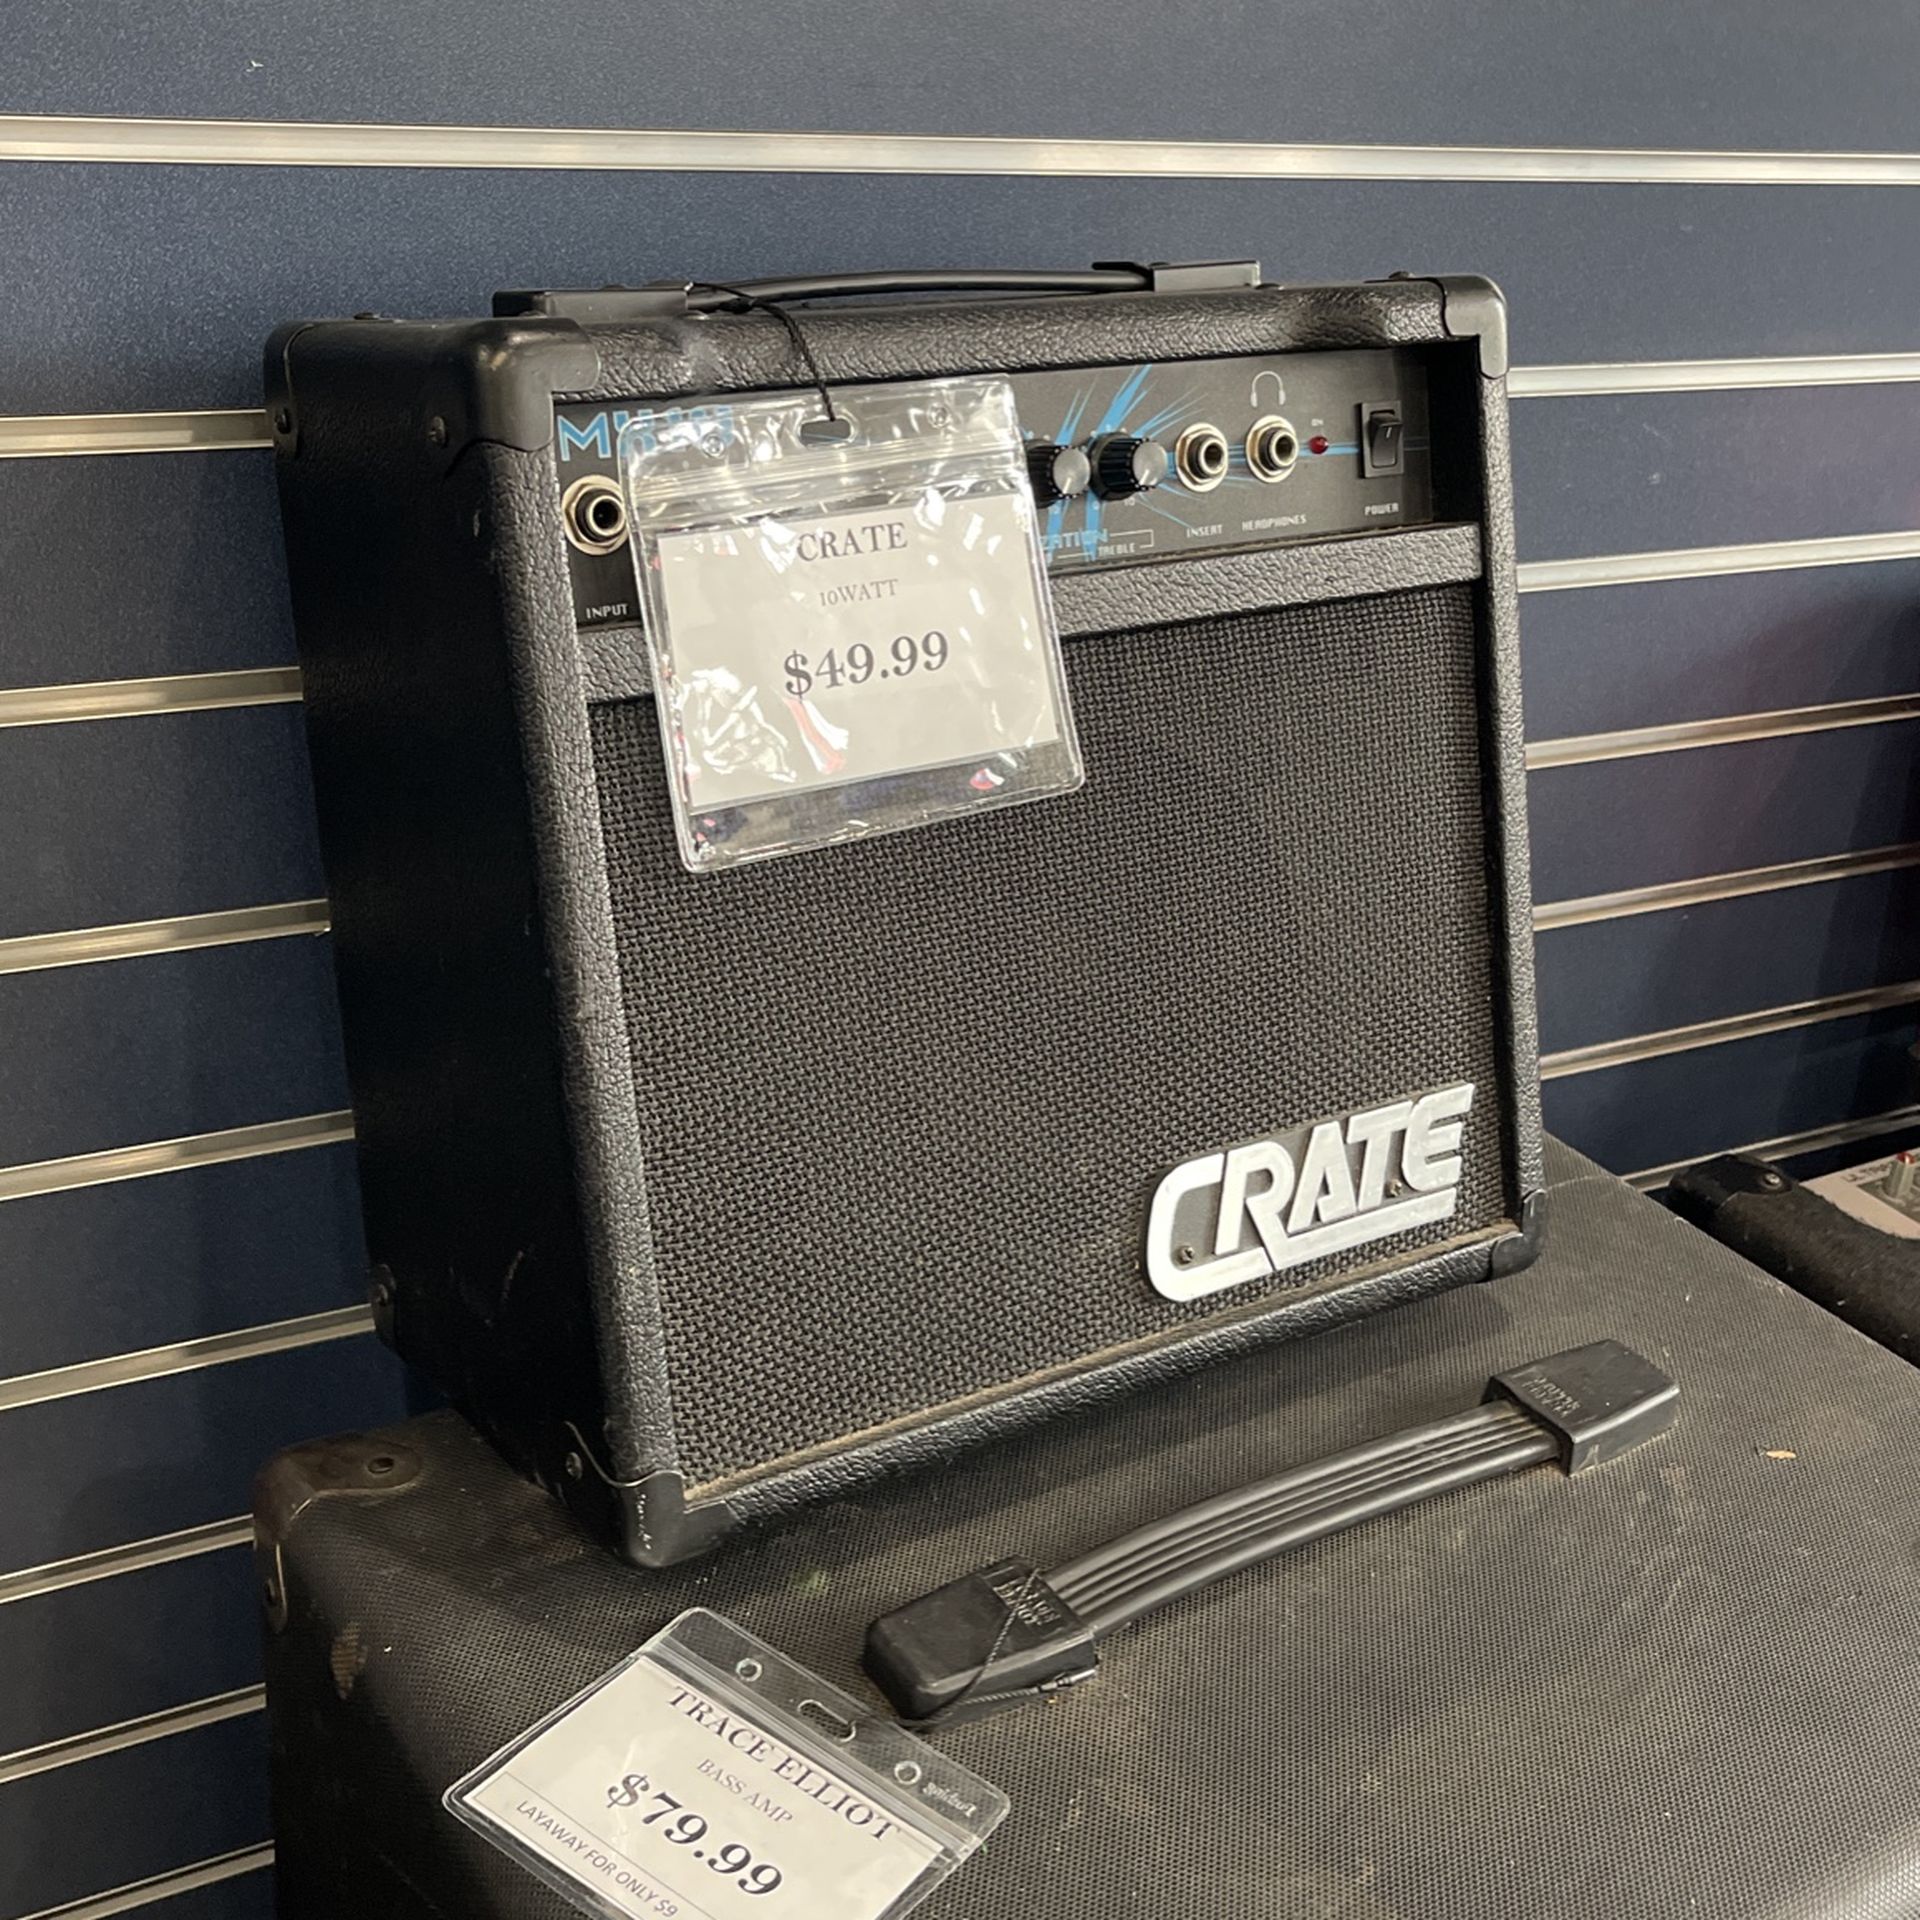 CRATE
10WATT
$49.99
INPUT
TREBLE
INSERT
HEADPHONES
ON
POWER
CRATE
TRACE ELLIOT
BASS AMP
$79.99
LAYAWAY FOR ONLY $9